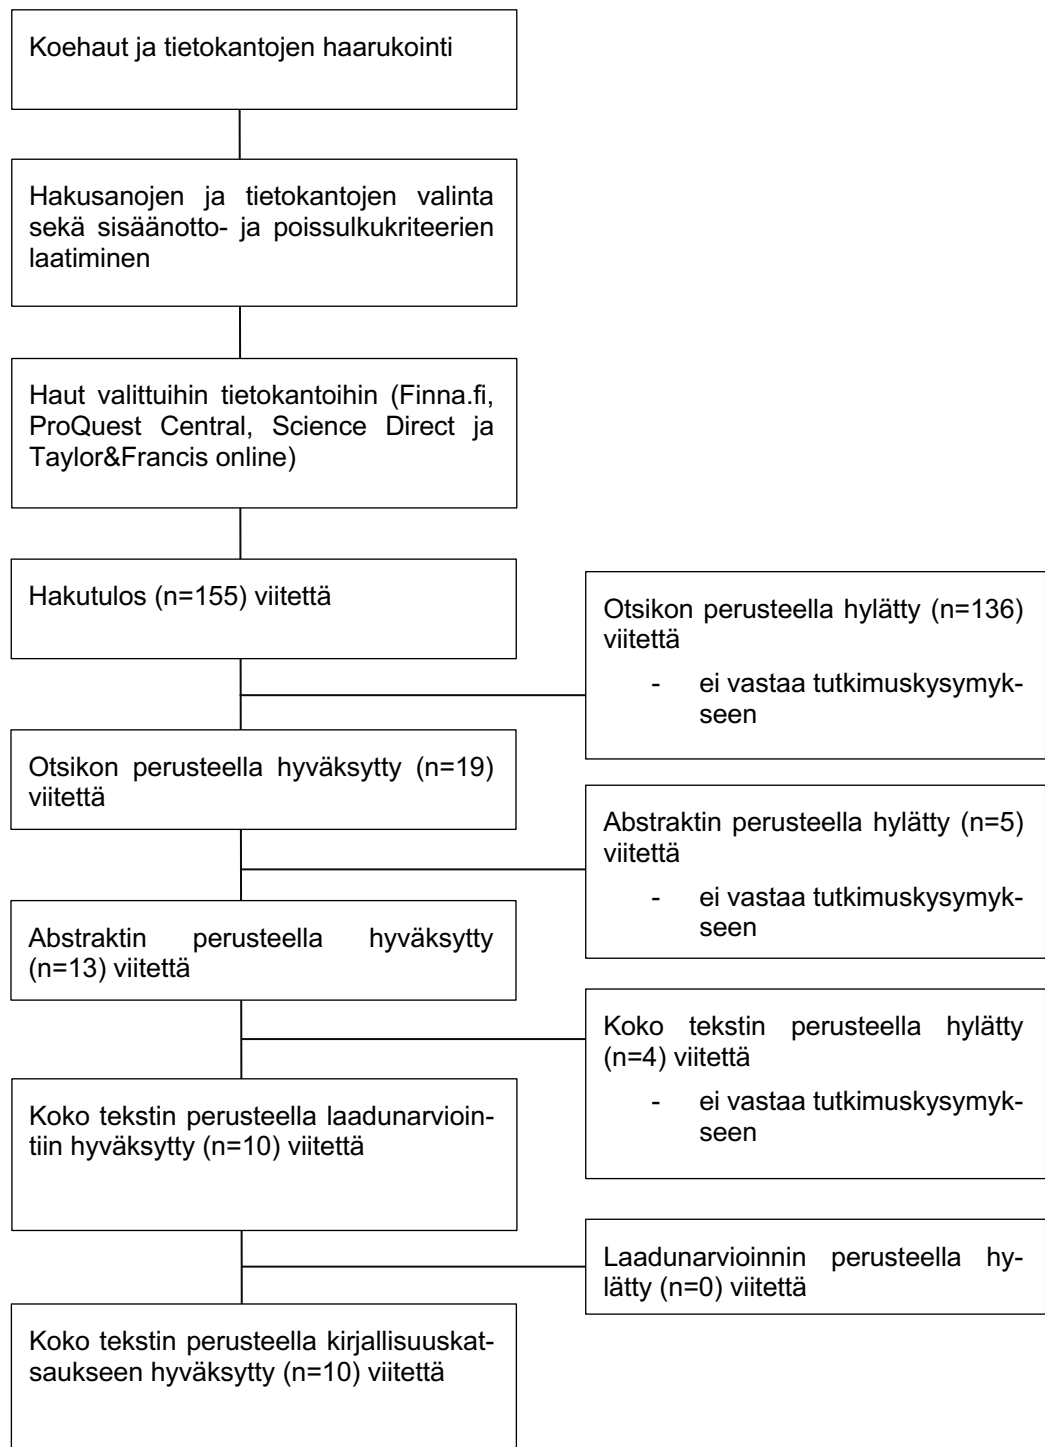 Koehaut ja tietokantojen haarukointi
Hakusanojen ja tietokantojen valinta
sekä sisäänotto- ja poissulkukriteerien
laatiminen
Haut valittuihin tietokantoihin (Finna.fi,
ProQuest Central, Science Direct ja
Taylor&Francis online)
Hakutulos (n=155) viitettä
Otsikon perusteella hylätty (n=136)
viitettä
- ei vastaa tutkimuskysymyk-
seen
Otsikon perusteella hyväksytty (n=19)
viitettä
Abstraktin perusteella hylätty (n=5)
viitettä
- ei vastaa tutkimuskysymyk-
seen
Abstraktin perusteella hyväksytty
(n=13) viitettä
Koko tekstin perusteella hylätty
(n=4) viitettä
- ei vastaa tutkimuskysymyk-
seen
Koko tekstin perusteella laadunarvioin-
tiin hyväksytty (n=10) viitettä
Laadunarvioinnin perusteella hy-
lätty (n=0) viitettä
Koko tekstin perusteella kirjallisuuskat-
saukseen hyväksytty (n=10) viitettä